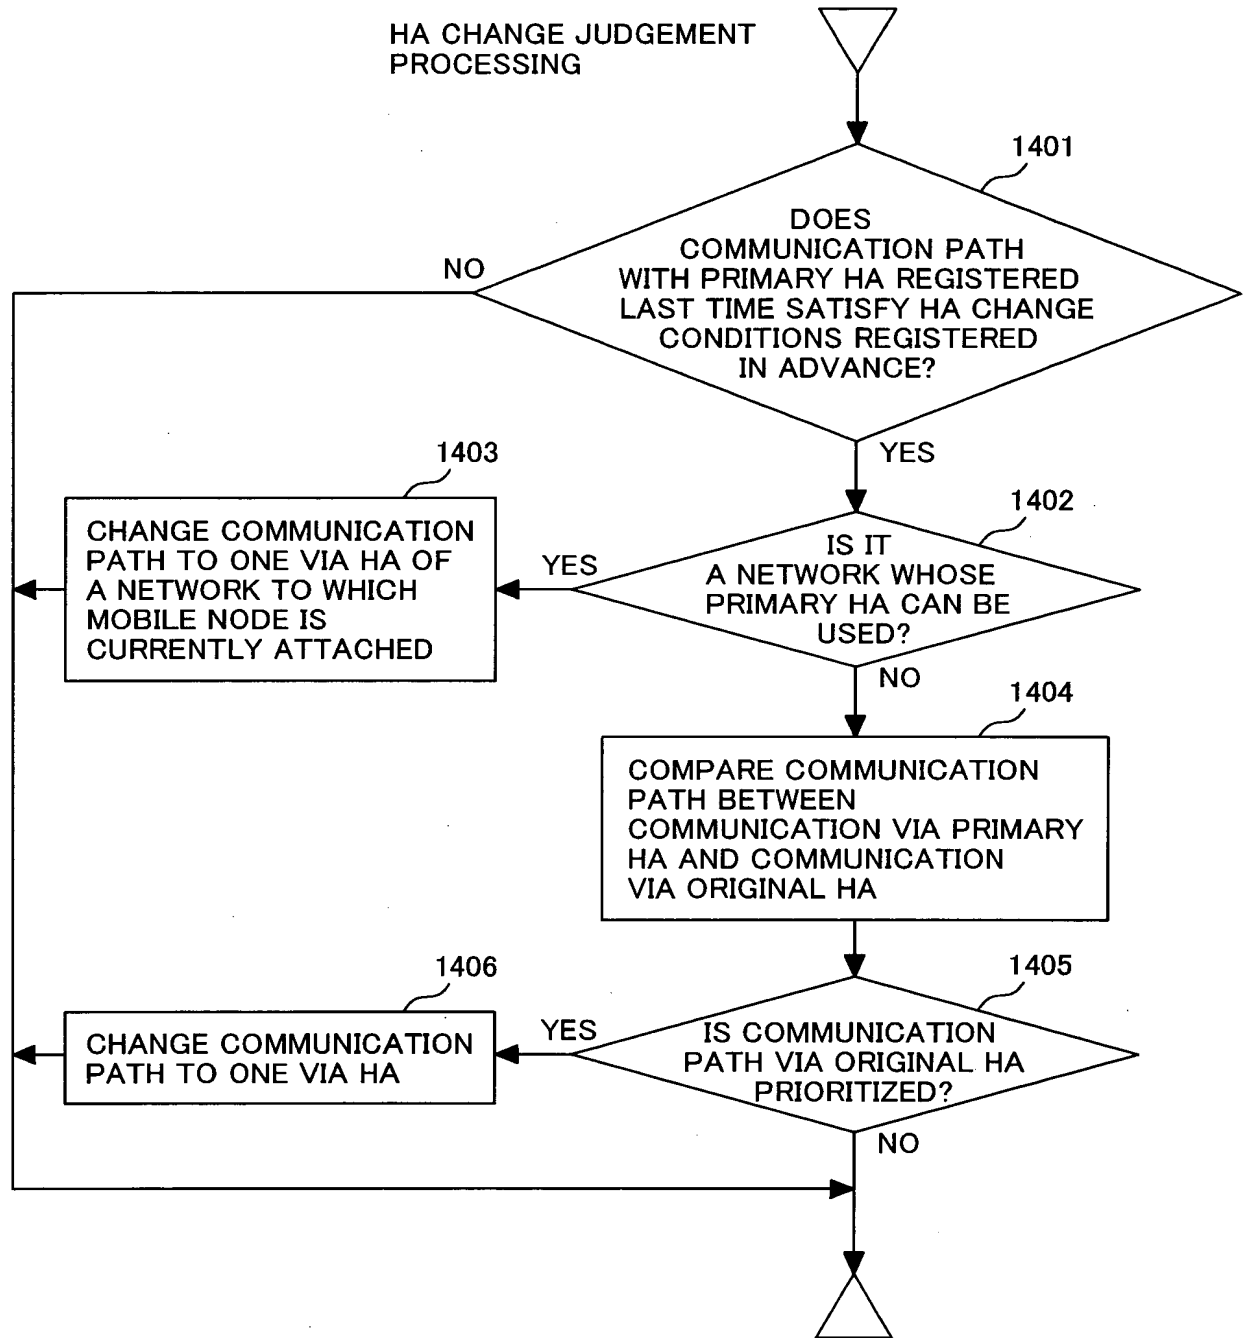 HA CHANGE JUDGEMENT
PROCESSING
1401
DOES
COMMUNICATION PATH
WITH PRIMARY HA REGISTERED
LAST TIME SATISFY HA CHANGE
CONDITIONS REGISTERED
IN ADVANCE?
NO
YES
1403
CHANGE COMMUNICATION
PATH TO ONE VIA HA OF
A NETWORK TO WHICH
MOBILE NODE IS
CURRENTLY ATTACHED
1402
IS IT
A NETWORK WHOSE
PRIMARY HA CAN BE
USED?
YES
NO
1404
COMPARE COMMUNICATION
PATH BETWEEN
COMMUNICATION VIA PRIMARY
HA AND COMMUNICATION
VIA ORIGINAL HA
1406
CHANGE COMMUNICATION
PATH TO ONE VIA HA
1405
IS COMMUNICATION
PATH VIA ORIGINAL HA
PRIORITIZED?
YES
NO